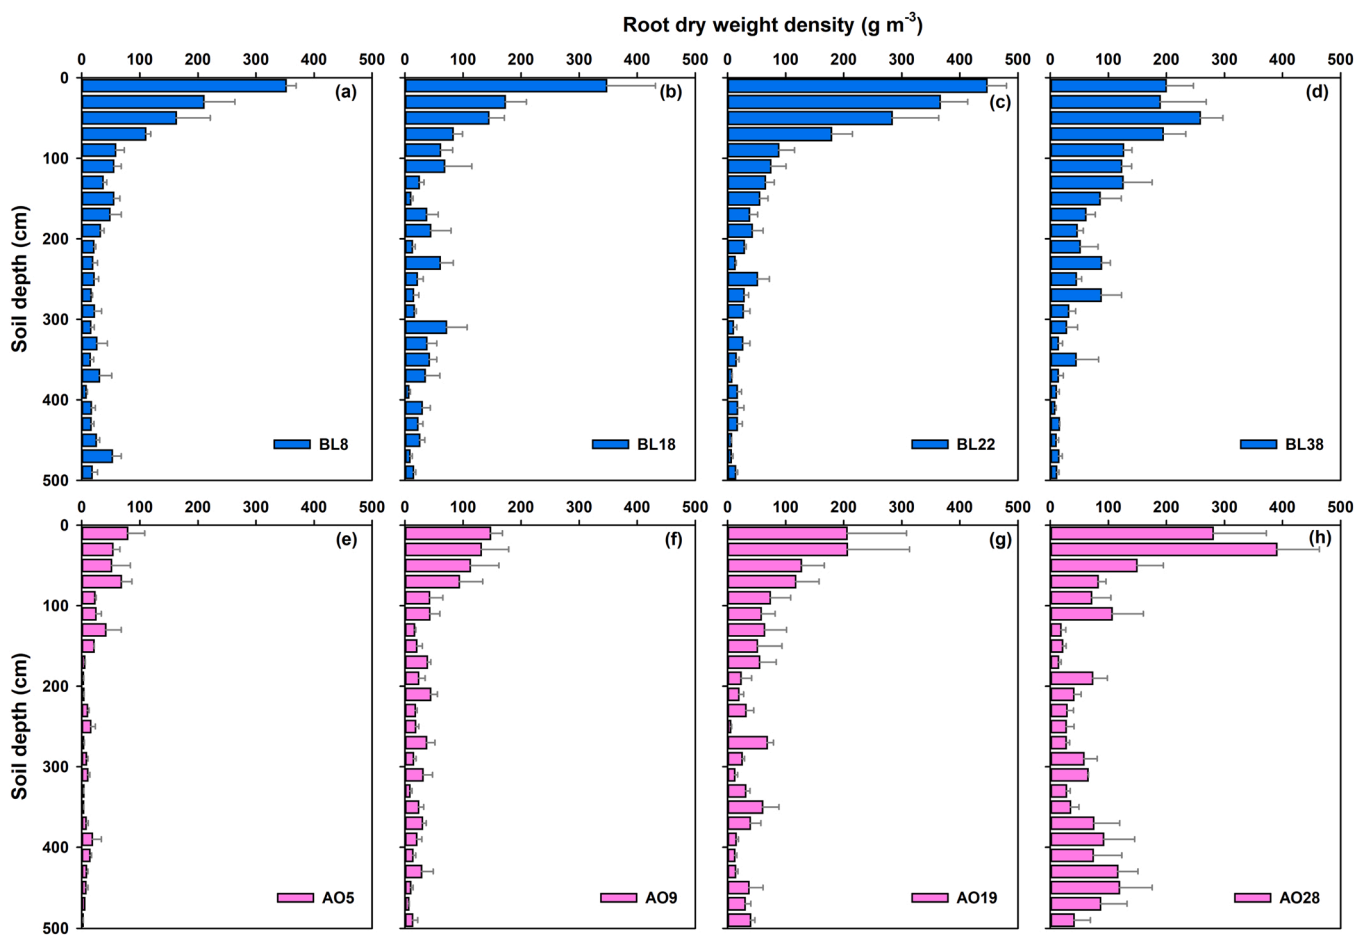 Root dry weight density (g m⁻³)
0 100 200 300 400 500 0 100 200 300 400 500 0 100 200 300 400 500 0 100 200 300 400 500
0
(a) (b) (c) (d)
100
200
Soil depth (cm)
300
400
BL8 BL18 BL22 BL38
500
0 100 200 300 400 500 0 100 200 300 400 500 0 100 200 300 400 500 0 100 200 300 400 500
0
(e) (f) (g) (h)
100
200
Soil depth (cm)
300
400
AO5 AO9 AO19 AO28
500